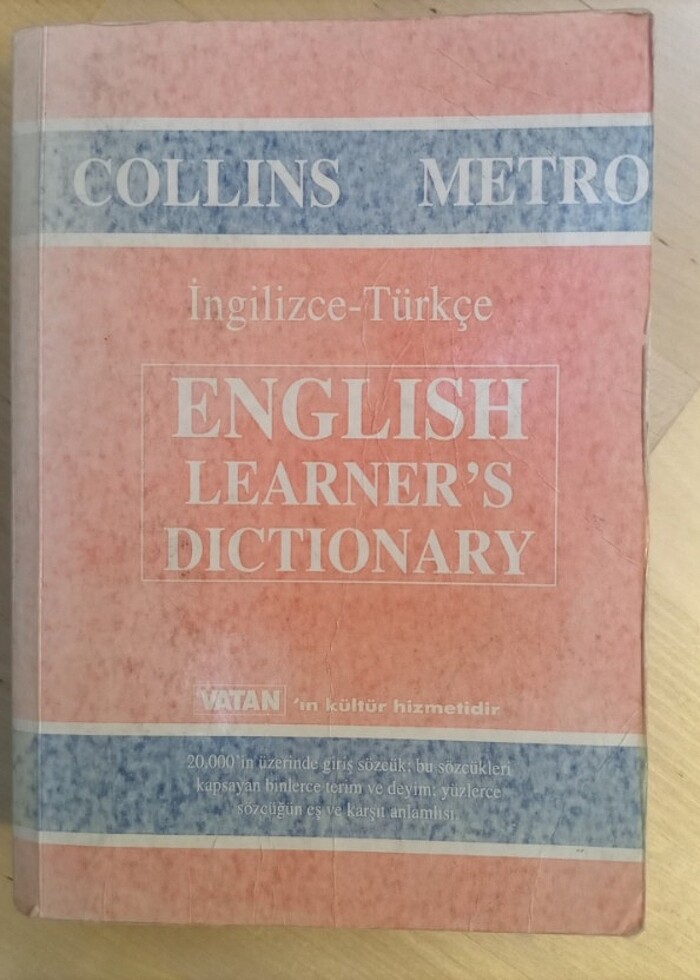 COLLINS METRO
İngilizce-Türkçe
ENGLISH
LEARNER'S
DICTIONARY
VATAN 'ın kültür hizmetidir
20.000'in üzerinde giriş sözcük; bu sözcükleri
kapsayan binlerce terim ve deyim; yüzlerce
sözcüğün eş ve karşıt anlamlısı.